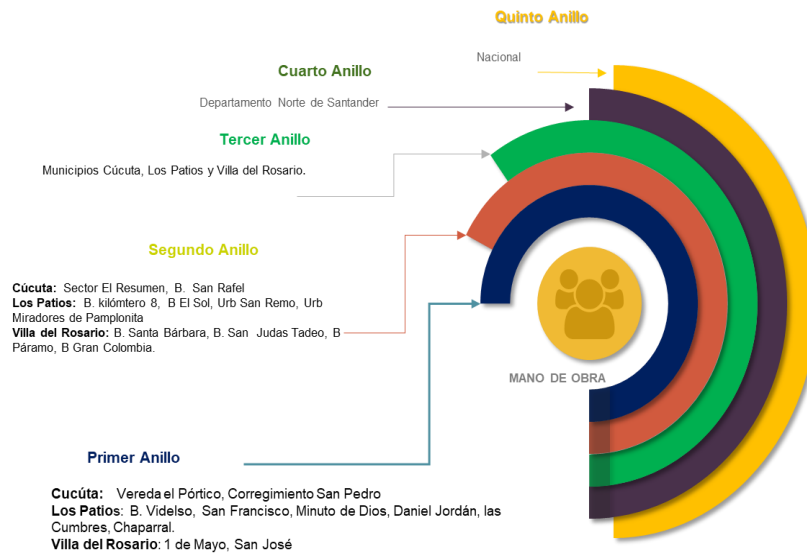 Quinto Anillo
Nacional
Cuarto Anillo
Departamento Norte de Santander
Tercer Anillo
Municipios Cúcuta, Los Patios y Villa del Rosario.
Segundo Anillo
Cúcuta: Sector El Resumen, B. San Rafel
Los Patios: B. kilómtero 8, B El Sol, Urb San Remo, Urb
Miradores de Pamplonita
Villa del Rosario: B. Santa Bárbara, B. San Judas Tadeo, B
Páramo, B Gran Colombia.
MANO DE OBRA
Primer Anillo
Cucúta: Vereda el Pórtico, Corregimiento San Pedro
Los Patios: B. Videlso, San Francisco, Minuto de Dios, Daniel Jordán, las
Cumbres, Chaparral.
Villa del Rosario: 1 de Mayo, San José